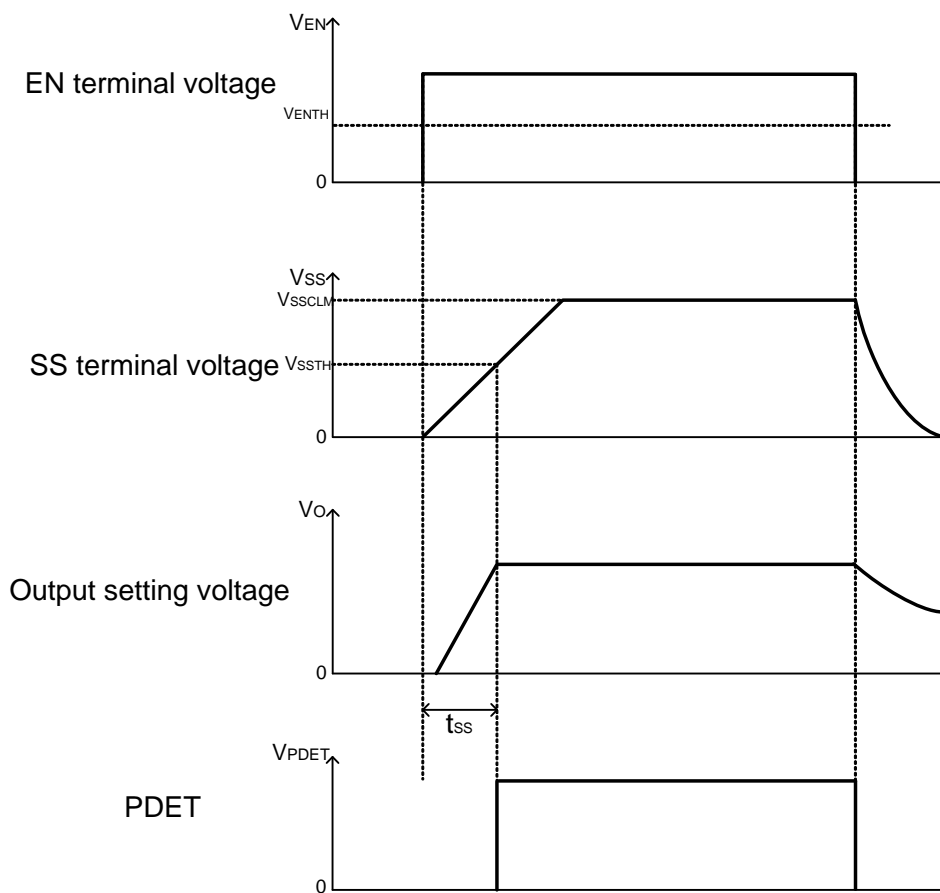 VEN
EN terminal voltage
VENTH
0
VSS
VSSCLM
SS terminal voltage
VSSTH
0
VO
Output setting voltage
0
tSS
VPDET
PDET
0